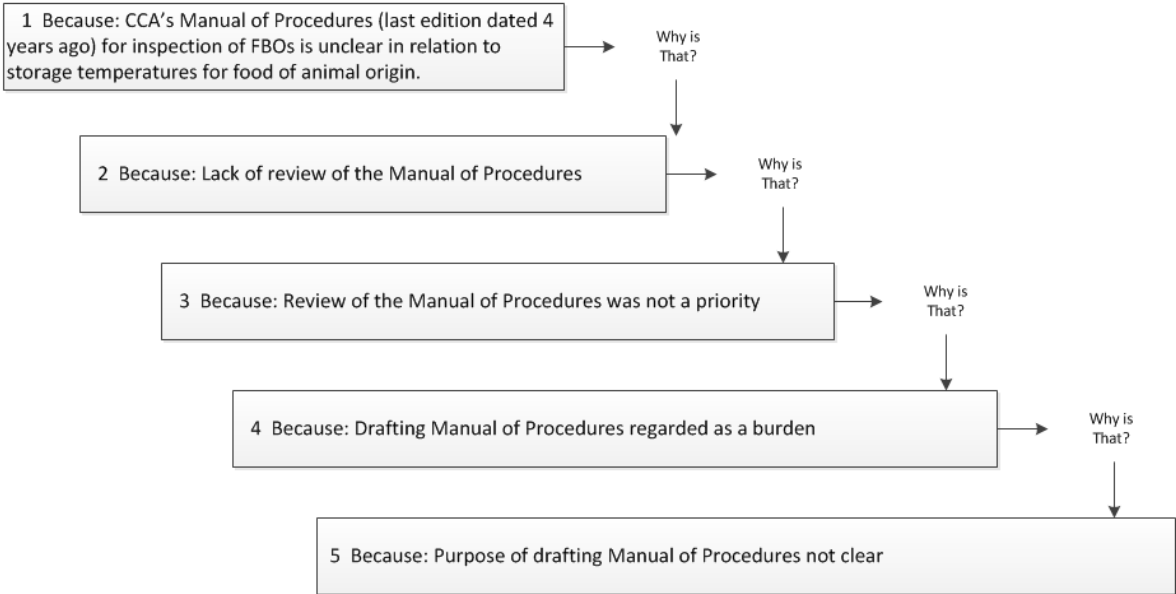 1 Because: CCA's Manual of Procedures (last edition dated 4
years ago) for inspection of FBOs is unclear in relation to
storage temperatures for food of animal origin.
Why is
That?
2 Because: Lack of review of the Manual of Procedures
Why is
That?
3 Because: Review of the Manual of Procedures was not a priority
Why is
That?
4 Because: Drafting Manual of Procedures regarded as a burden
Why is
That?
5 Because: Purpose of drafting Manual of Procedures not clear